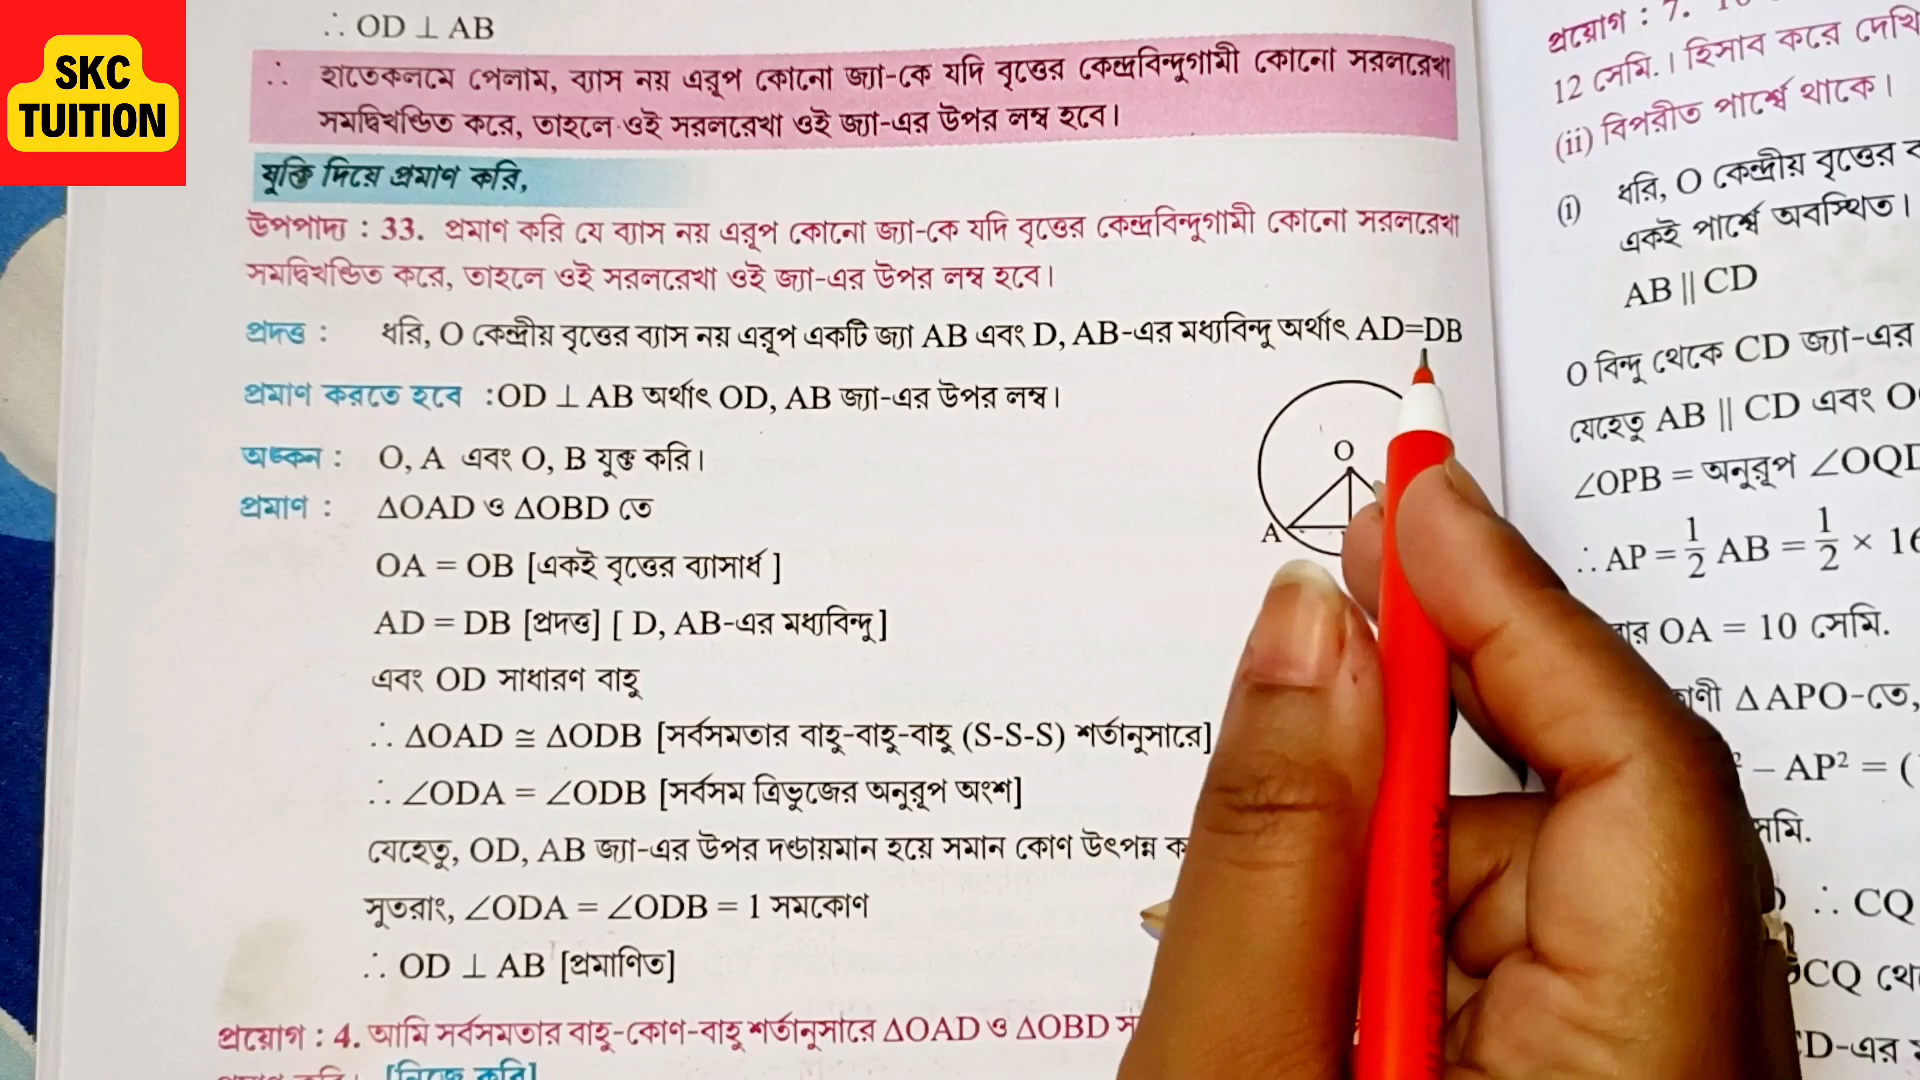 SKC
TUITION
∴ OD ⊥ AB
∴ হাতেকলমে পেলাম, ব্যাস নয় এরূপ কোনো জ্যা-কে যদি বৃত্তের কেন্দ্রবিন্দুগামী কোনো সরলরেখা
সমদ্বিখণ্ডিত করে, তাহলে ওই সরলরেখা ওই জ্যা-এর উপর লম্ব হবে।
যুক্তি দিয়ে প্রমাণ করি,
উপপাদ্য : 33. প্রমাণ করি যে ব্যাস নয় এরূপ কোনো জ্যা-কে যদি বৃত্তের কেন্দ্রবিন্দুগামী কোনো সরলরেখা
সমদ্বিখণ্ডিত করে, তাহলে ওই সরলরেখা ওই জ্যা-এর উপর লম্ব হবে।
প্রদত্ত : ধরি, O কেন্দ্রীয় বৃত্তের ব্যাস নয় এরূপ একটি জ্যা AB এবং D, AB-এর মধ্যবিন্দু অর্থাৎ AD=DB
প্রমাণ করতে হবে : OD ⊥ AB অর্থাৎ OD, AB জ্যা-এর উপর লম্ব।
অঙ্কন : O, A এবং O, B যুক্ত করি।
প্রমাণ : ΔOAD ও ΔOBD তে
OA = OB [একই বৃত্তের ব্যাসার্ধ ]
AD = DB [প্রদত্ত] [ D, AB-এর মধ্যবিন্দু]
এবং OD সাধারণ বাহু
∴ ΔOAD ≅ ΔODB [সর্বসমতার বাহু-বাহু-বাহু (S-S-S) শর্তানুসারে]
∴ ∠ODA = ∠ODB [সর্বসম ত্রিভুজের অনুরূপ অংশ]
যেহেতু, OD, AB জ্যা-এর উপর দণ্ডায়মান হয়ে সমান কোণ উৎপন্ন ক
সুতরাং, ∠ODA = ∠ODB = 1 সমকোণ
∴ OD ⊥ AB [প্রমাণিত]
প্রয়োগ : 4. আমি সর্বসমতার বাহু-কোণ-বাহু শর্তানুসারে ΔOAD ও ΔOBD স
[নিজে করি]
O
A
প্রয়োগ : 7.
12 সেমি.। হিসাব করে দেখি
(ii) বিপরীত পার্শ্বে থাকে।
(i) ধরি, O কেন্দ্রীয় বৃত্তের
একই পার্শ্বে অবস্থিত।
AB || CD
O বিন্দু থেকে CD জ্যা-এর
যেহেতু AB || CD এবং O
∠OPB = অনুরূপ ∠OQD
∴ AP = 1/2 AB = 1/2 × 16
OA = 10 সেমি.
Δ APO-তে,
– AP² = (
∴ CQ
CQ থে
CD-এর